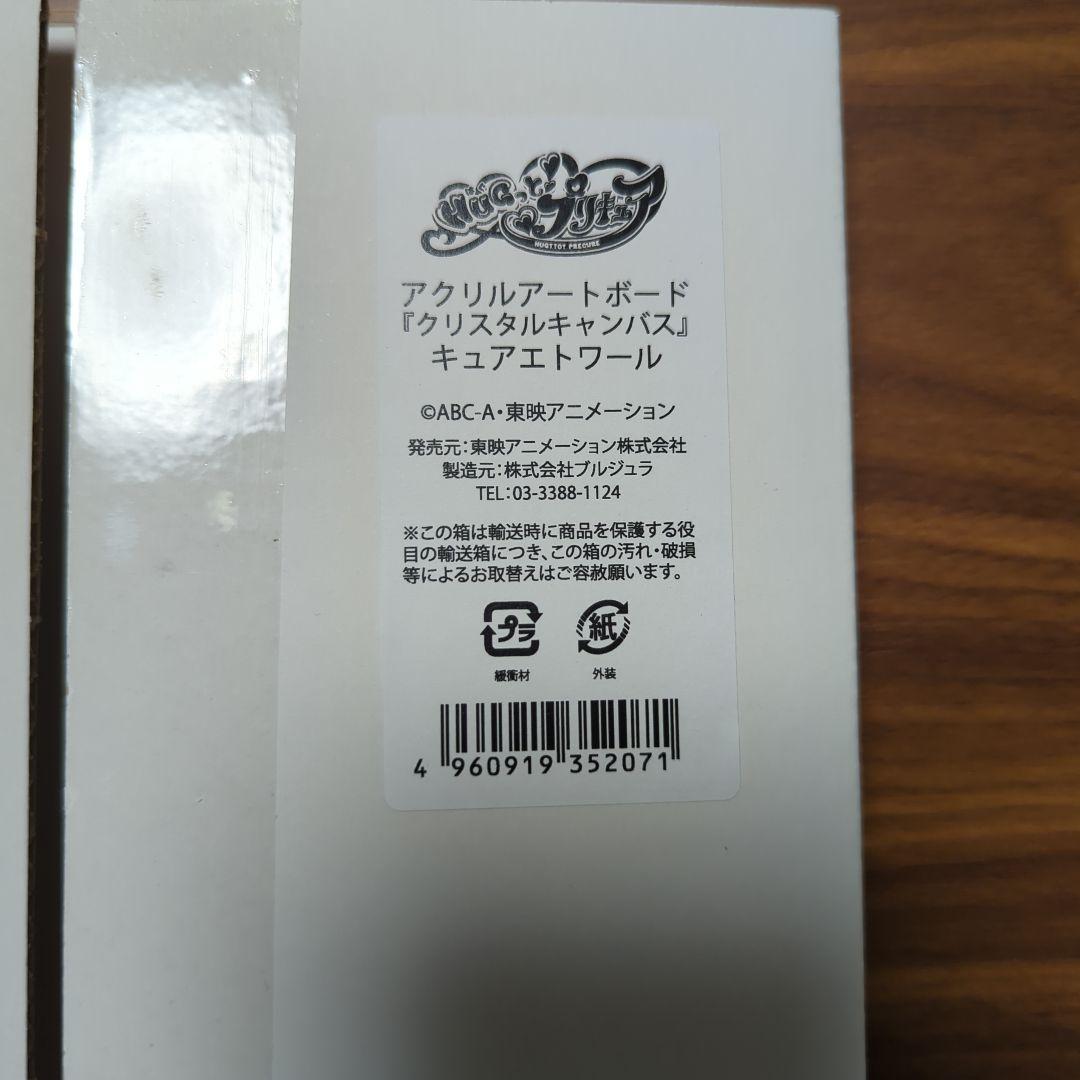 HUGっと!プリキュア
HUGTTO! PRECURE
アクリルアートボード
『クリスタルキャンバス』
キュアエトワール
©ABC-A・東映アニメーション
発売元：東映アニメーション株式会社
製造元：株式会社ブルジュラ
TEL：03-3388-1124
※この箱は輸送時に商品を保護する役
目の輸送箱につき、この箱の汚れ・破損
等によるお取替えはご容赦願います。
プラ 紙
緩衝材 外装
4 960919 352071